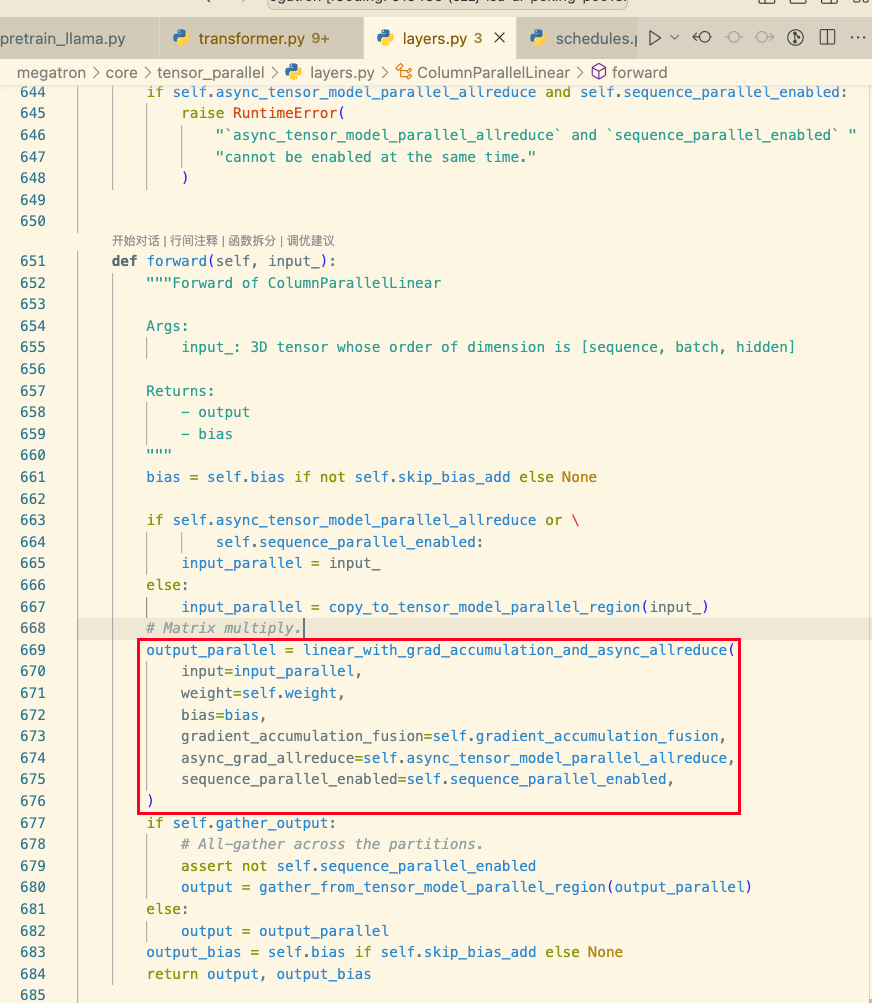 pretrain_llama.py transformer.py 9+ layers.py 3 schedules.p
megatron > core > tensor_parallel > layers.py > ColumnParallelLinear > forward
644 if self.async_tensor_model_parallel_allreduce and self.sequence_parallel_enabled:
645 raise RuntimeError(
646 "`async_tensor_model_parallel_allreduce` and `sequence_parallel_enabled` "
647 "cannot be enabled at the same time."
648 )
649
650
开始对话 | 行间注释 | 函数拆分 | 调优建议
651 def forward(self, input_):
652 """Forward of ColumnParallelLinear
653
654 Args:
655 input_: 3D tensor whose order of dimension is [sequence, batch, hidden]
656
657 Returns:
658 - output
659 - bias
660 """
661 bias = self.bias if not self.skip_bias_add else None
662
663 if self.async_tensor_model_parallel_allreduce or \
664 self.sequence_parallel_enabled:
665 input_parallel = input_
666 else:
667 input_parallel = copy_to_tensor_model_parallel_region(input_)
668 # Matrix multiply.
669 output_parallel = linear_with_grad_accumulation_and_async_allreduce(
670 input=input_parallel,
671 weight=self.weight,
672 bias=bias,
673 gradient_accumulation_fusion=self.gradient_accumulation_fusion,
674 async_grad_allreduce=self.async_tensor_model_parallel_allreduce,
675 sequence_parallel_enabled=self.sequence_parallel_enabled,
676 )
677 if self.gather_output:
678 # All-gather across the partitions.
679 assert not self.sequence_parallel_enabled
680 output = gather_from_tensor_model_parallel_region(output_parallel)
681 else:
682 output = output_parallel
683 output_bias = self.bias if self.skip_bias_add else None
684 return output, output_bias
685